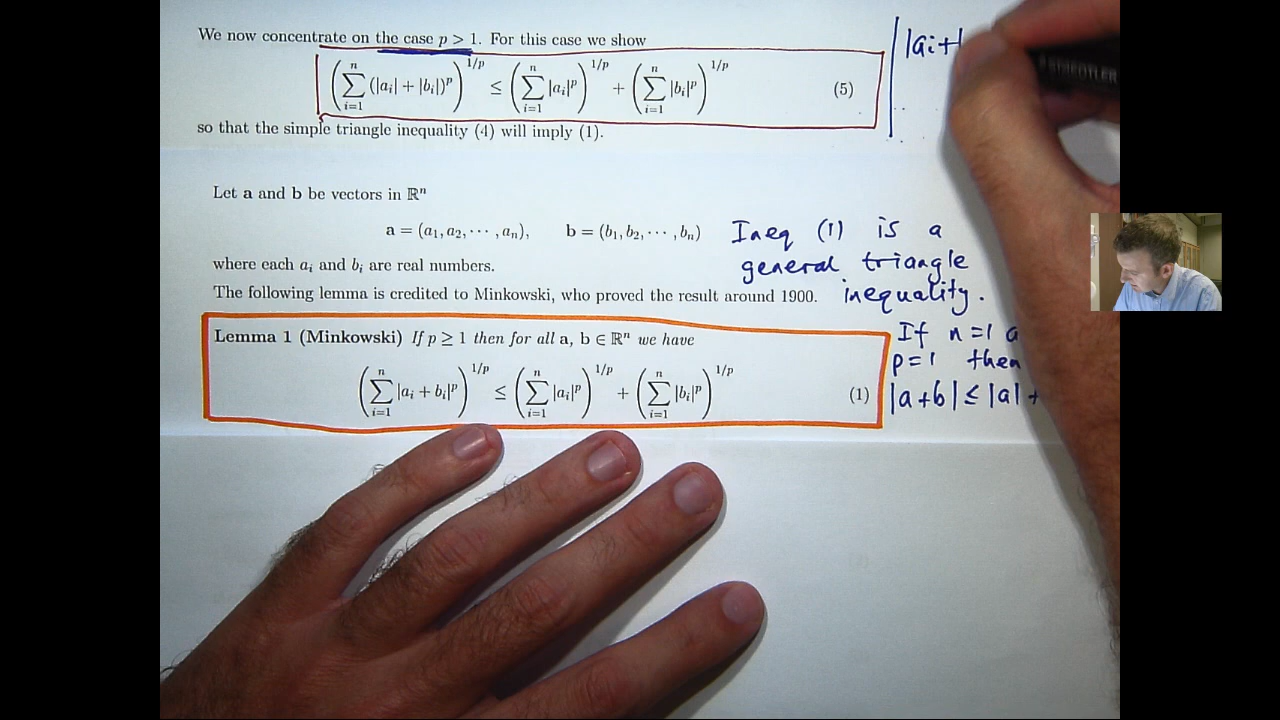 We now concentrate on the case p > 1. For this case we show
(∑_{i=1}^{n} (|a_i| + |b_i|)^p)^{1/p} ≤ (∑_{i=1}^{n} |a_i|^p)^{1/p} + (∑_{i=1}^{n} |b_i|^p)^{1/p} (5)
so that the simple triangle inequality (4) will imply (1).
|a_i+
Let a and b be vectors in ℝⁿ
a = (a_1, a_2, ⋯, a_n), b = (b_1, b_2, ⋯, b_n)
where each a_i and b_i are real numbers.
The following lemma is credited to Minkowski, who proved the result around 1900.
Ineq (1) is a
general triangle
inequality.
Lemma 1 (Minkowski) If p ≥ 1 then for all a, b ∈ ℝⁿ we have
(∑_{i=1}^{n} |a_i + b_i|^p)^{1/p} ≤ (∑_{i=1}^{n} |a_i|^p)^{1/p} + (∑_{i=1}^{n} |b_i|^p)^{1/p} (1)
If n=1 a
p=1 then
|a+b| ≤ |a| +